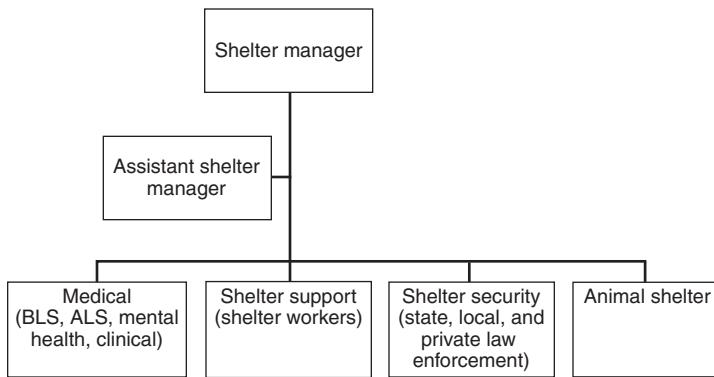 Shelter manager
Assistant shelter
manager
Medical
(BLS, ALS, mental
health, clinical)
Shelter support
(shelter workers)
Shelter security
(state, local, and
private law
enforcement)
Animal shelter